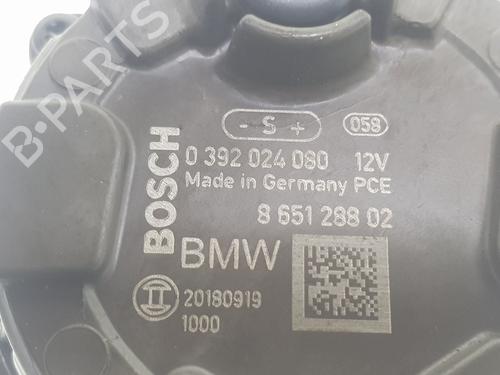 B-PARTS
- S +
058
BOSCH
0 392 024 080 12V
Made in Germany PCE
8 651 288 02
BMW
20180919
1000